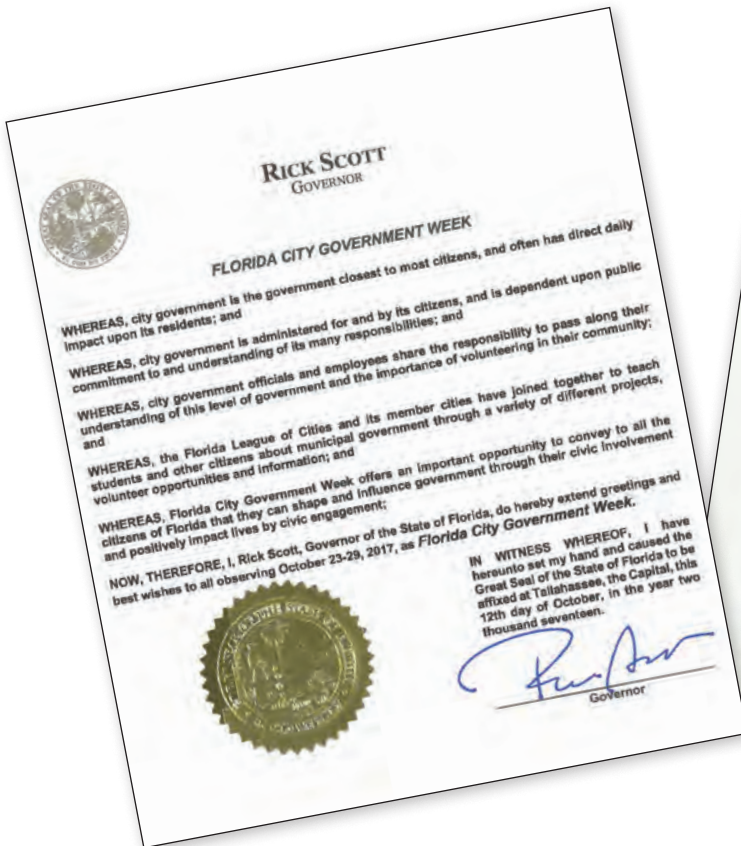 RICK SCOTT
GOVERNOR
FLORIDA CITY GOVERNMENT WEEK
WHEREAS, city government is the government closest to most citizens, and often has direct daily
impact upon its residents; and
WHEREAS, city government is administered for and by its citizens, and is dependent upon public
commitment to and understanding of its many responsibilities; and
WHEREAS, city government officials and employees share the responsibility to pass along their
understanding of this level of government and the importance of volunteering in their community;
and
WHEREAS, the Florida League of Cities and its member cities have joined together to teach
students and other citizens about municipal government through a variety of different projects,
volunteer opportunities and information; and
WHEREAS, Florida City Government Week offers an important opportunity to convey to all the
citizens of Florida that they can shape and influence government through their civic involvement
and positively impact lives by civic engagement;
NOW, THEREFORE, I, Rick Scott, Governor of the State of Florida, do hereby extend greetings and
best wishes to all observing October 23-29, 2017, as Florida City Government Week.
IN WITNESS WHEREOF, I have
hereunto set my hand and caused the
Great Seal of the State of Florida to be
affixed at Tallahassee, the Capital, this
12th day of October, in the year two
thousand seventeen.
Governor